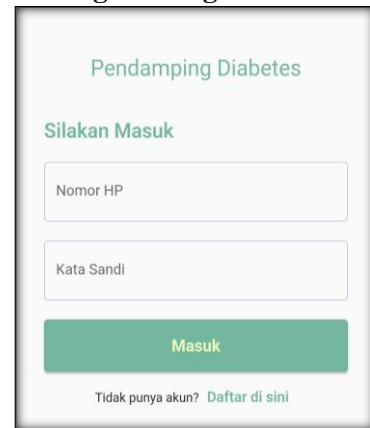 Pendamping Diabetes
Silakan Masuk
Nomor HP
Kata Sandi
Masuk
Tidak punya akun? Daftar di sini